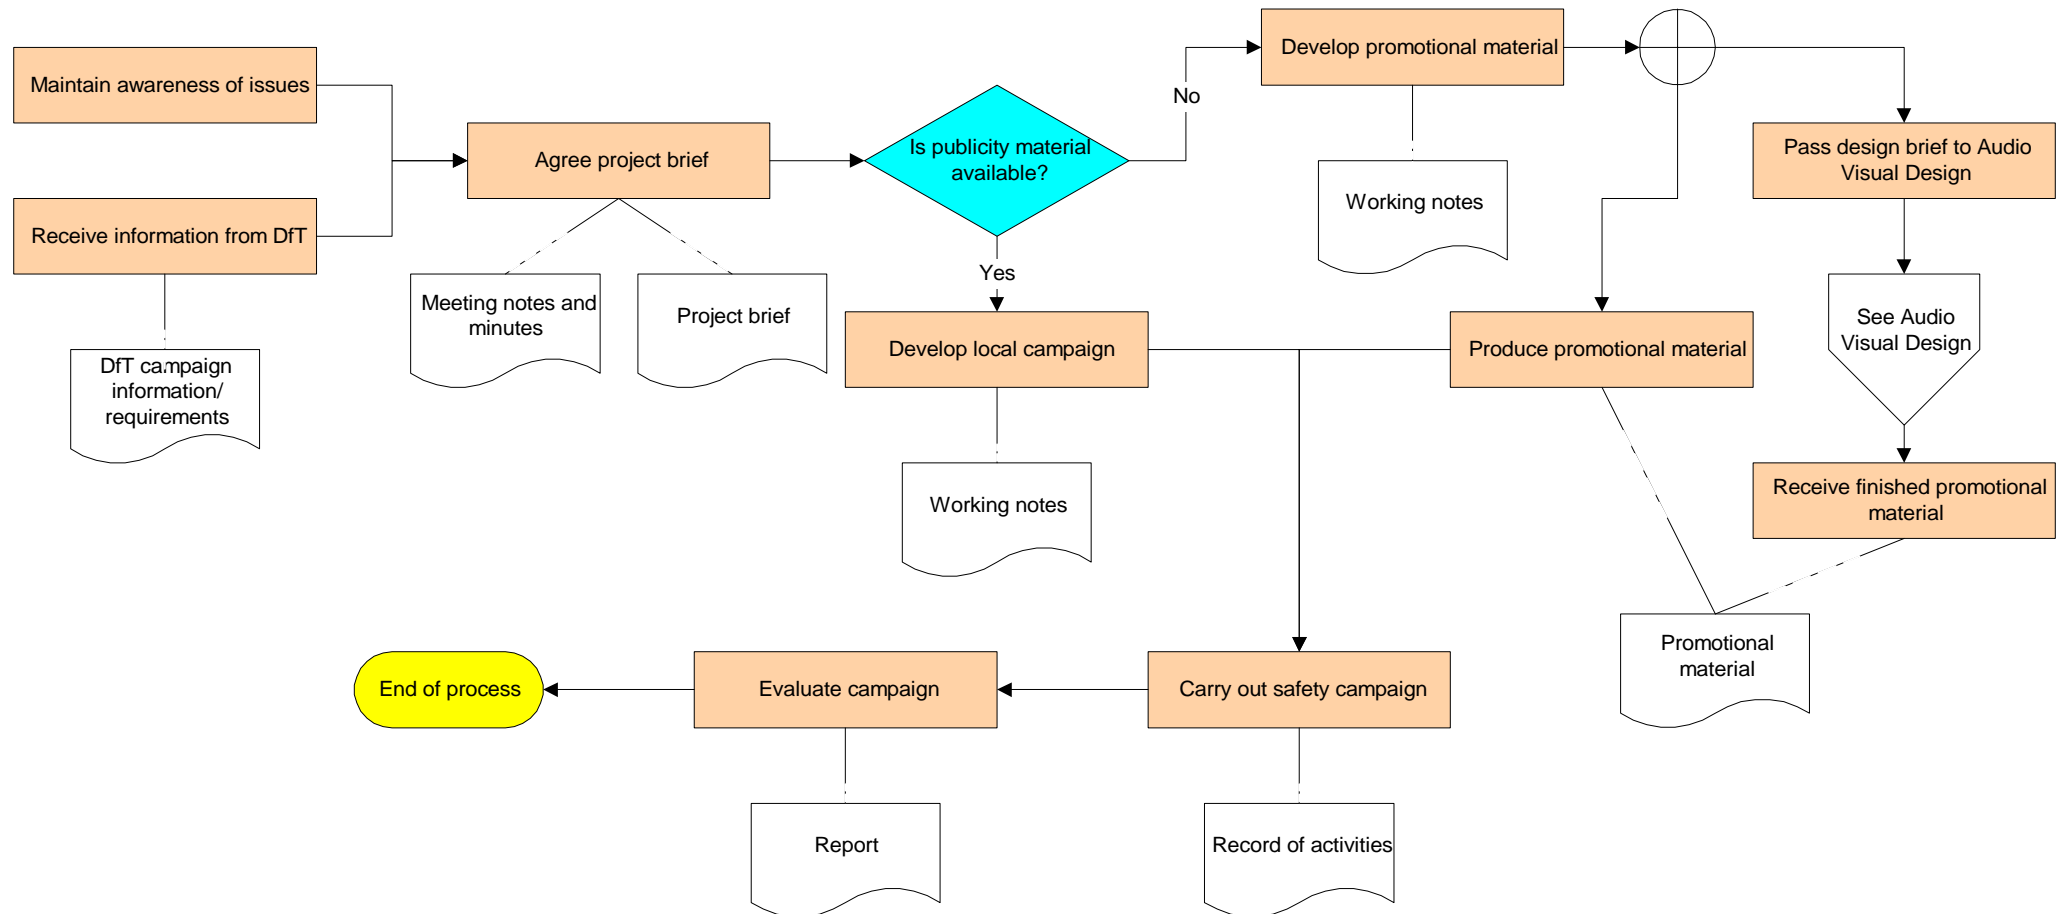 Maintain awareness of issues
Receive information from DfT
DfT campaign
information/
requirements
Agree project brief
Meeting notes and
minutes
Project brief
Is publicity material
available?
No
Yes
Develop promotional material
Working notes
Pass design brief to Audio
Visual Design
See Audio
Visual Design
Receive finished promotional
material
Develop local campaign
Working notes
Produce promotional material
Promotional
material
Carry out safety campaign
Record of activities
Evaluate campaign
Report
End of process